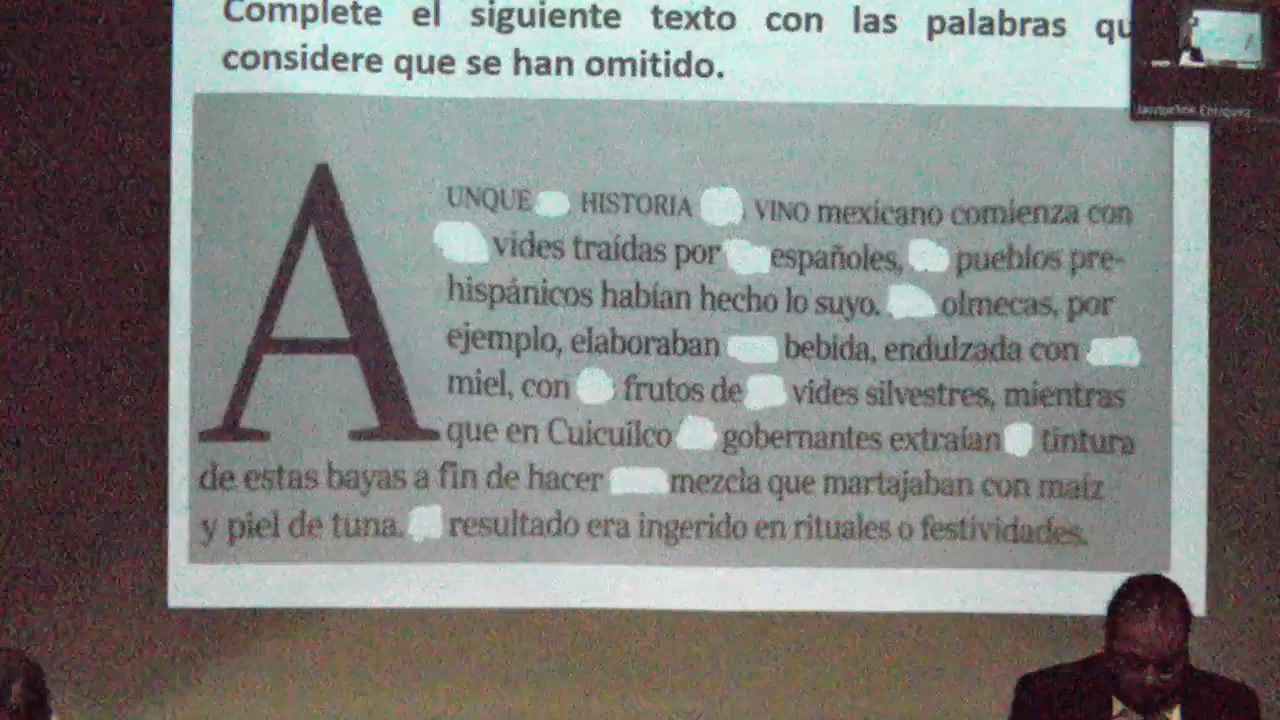 Complete el siguiente texto con las palabras qu
considere que se han omitido.
Jacqueline Enriquez
AUNQUE HISTORIA VINO mexicano comienza con
vides traídas por españoles, pueblos pre-
hispánicos habían hecho lo suyo. olmecas, por
ejemplo, elaboraban bebida, endulzada con
miel, con frutos de vides silvestres, mientras
que en Cuicuilco gobernantes extraían tintura
de estas bayas a fin de hacer mezcla que martajaban con maíz
y piel de tuna. resultado era ingerido en rituales o festividades